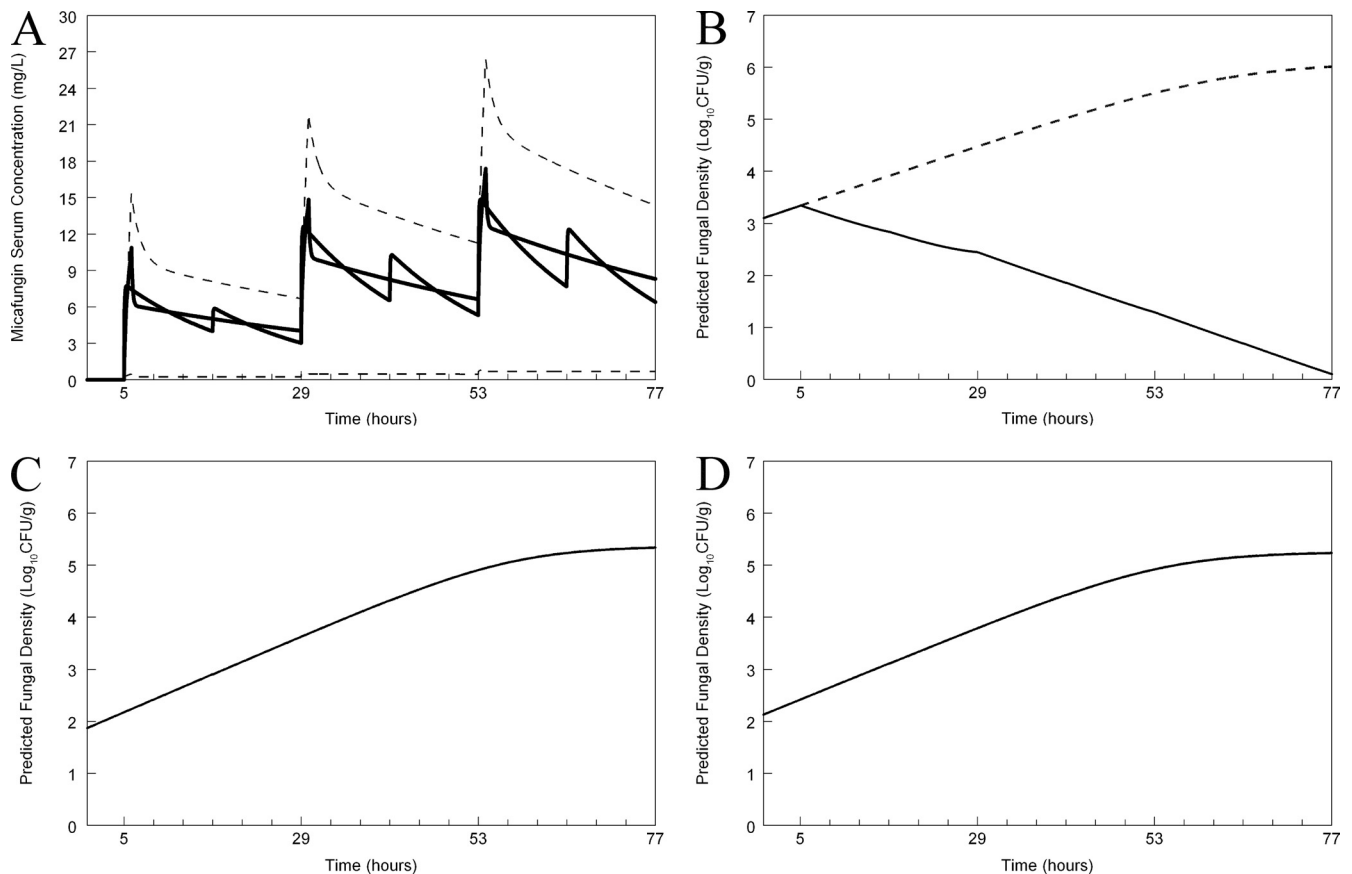 A
Micafungin Serum Concentration (mg/L)
30
27
24
21
18
15
12
9
6
3
0
5 29 53 77
Time (hours)
B
Predicted Fungal Density (Log10CFU/g)
7
6
5
4
3
2
1
0
5 29 53 77
Time (hours)
C
Predicted Fungal Density (Log10CFU/g)
7
6
5
4
3
2
1
0
5 29 53 77
Time (hours)
D
Predicted Fungal Density (Log10CFU/g)
7
6
5
4
3
2
1
0
5 29 53 77
Time (hours)